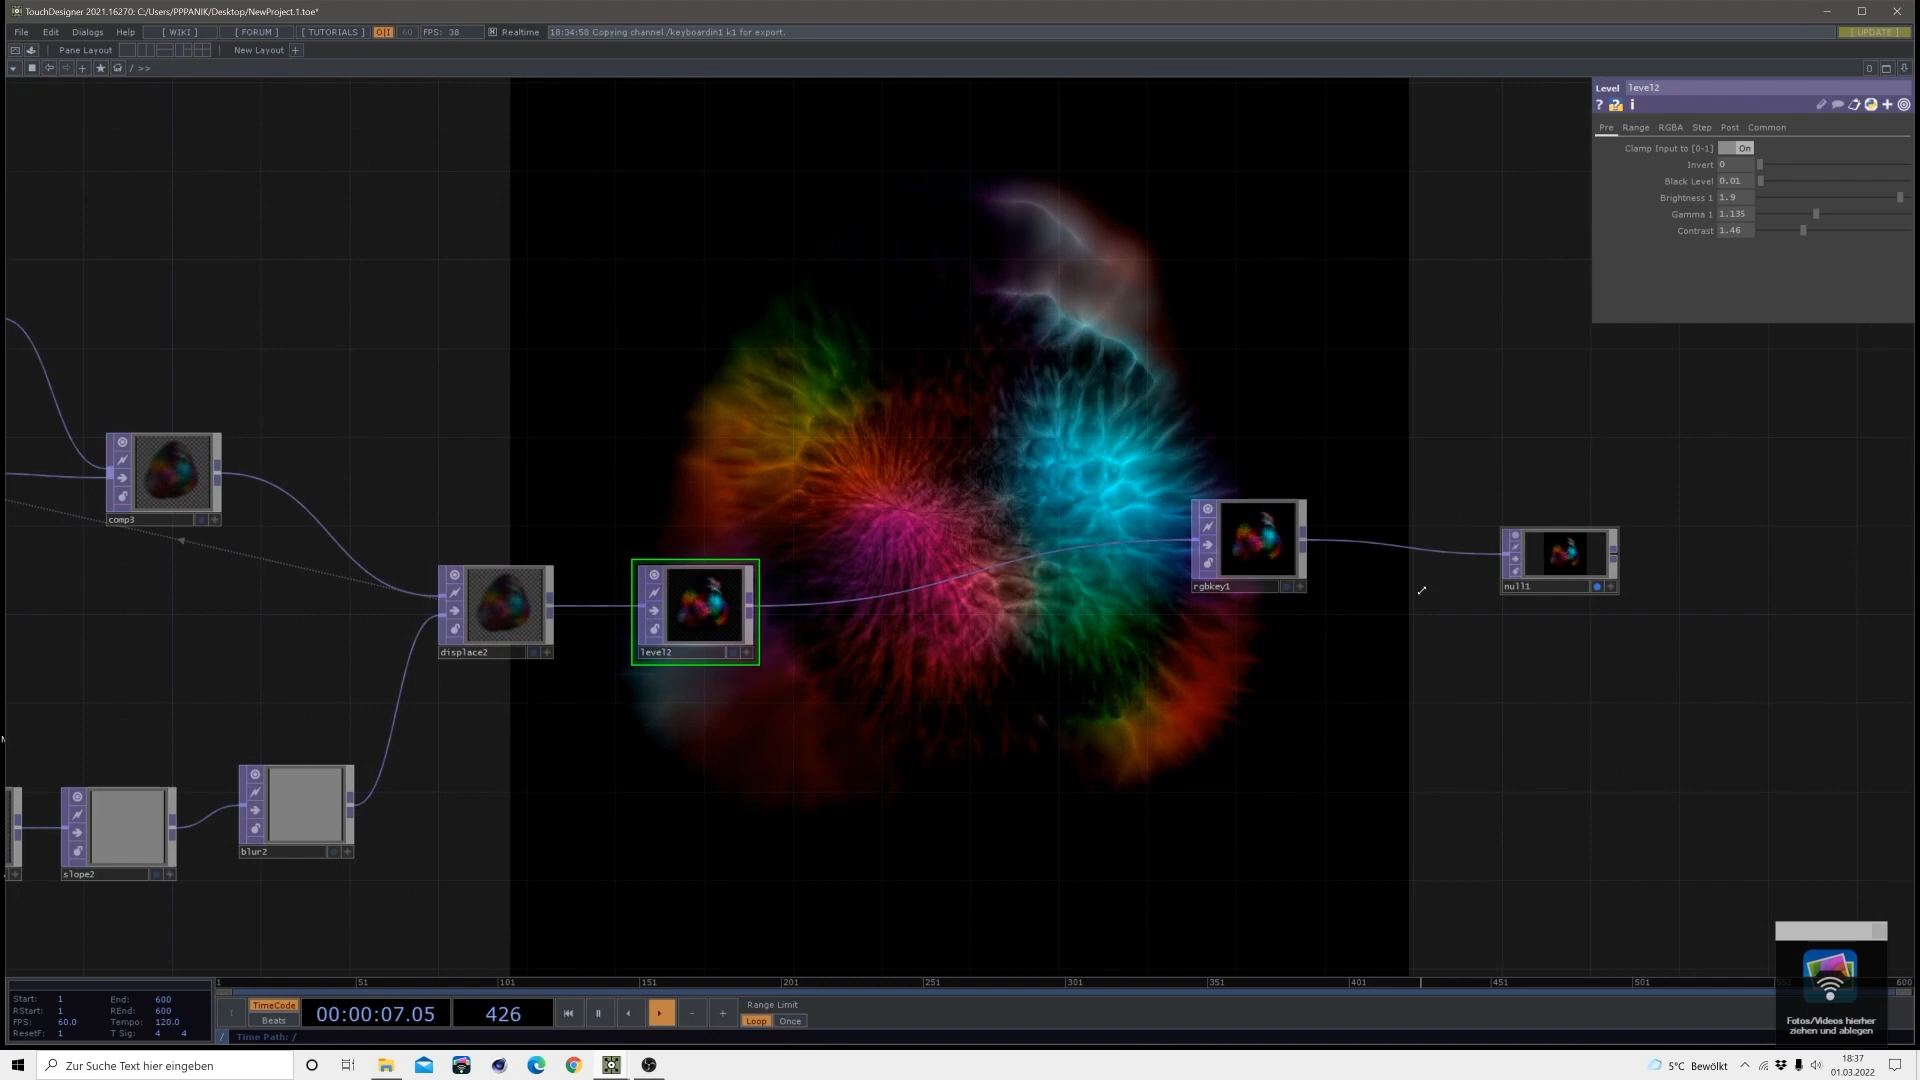 TouchDesigner 2021.16270: C:/Users/PPPANIK/Desktop/NewProject.1.toe*
File Edit Dialogs Help [ WIKI ] [ FORUM ] [ TUTORIALS ] O|I 60 FPS: 38 Realtime 18:34:58 Copying channel /keyboardin1 k1 for export. [ UPDATE ]
Pane Layout New Layout +
/ >> 0
Level level2
? i
Pre Range RGBA Step Post Common
Clamp Input to [0-1] On
Invert 0
Black Level 0.01
Brightness 1 1.9
Gamma 1 1.135
Contrast 1.46
comp3
rgbkey1
null1
displace2
level2
blur2
slope2
1 51 101 151 201 251 301 351 401 451 501 551 600
Start: 1 End: 600
RStart: 1 REnd: 600
FPS: 60.0 Tempo: 120.0
ResetF: 1 T Sig: 4 4
TimeCode
Beats
00:00:07.05
426
Range Limit
Loop Once
/ Time Path: /
Fotos/Videos hierher
ziehen und ablegen
Zur Suche Text hier eingeben
5°C Bewölkt
18:37
01.03.2022